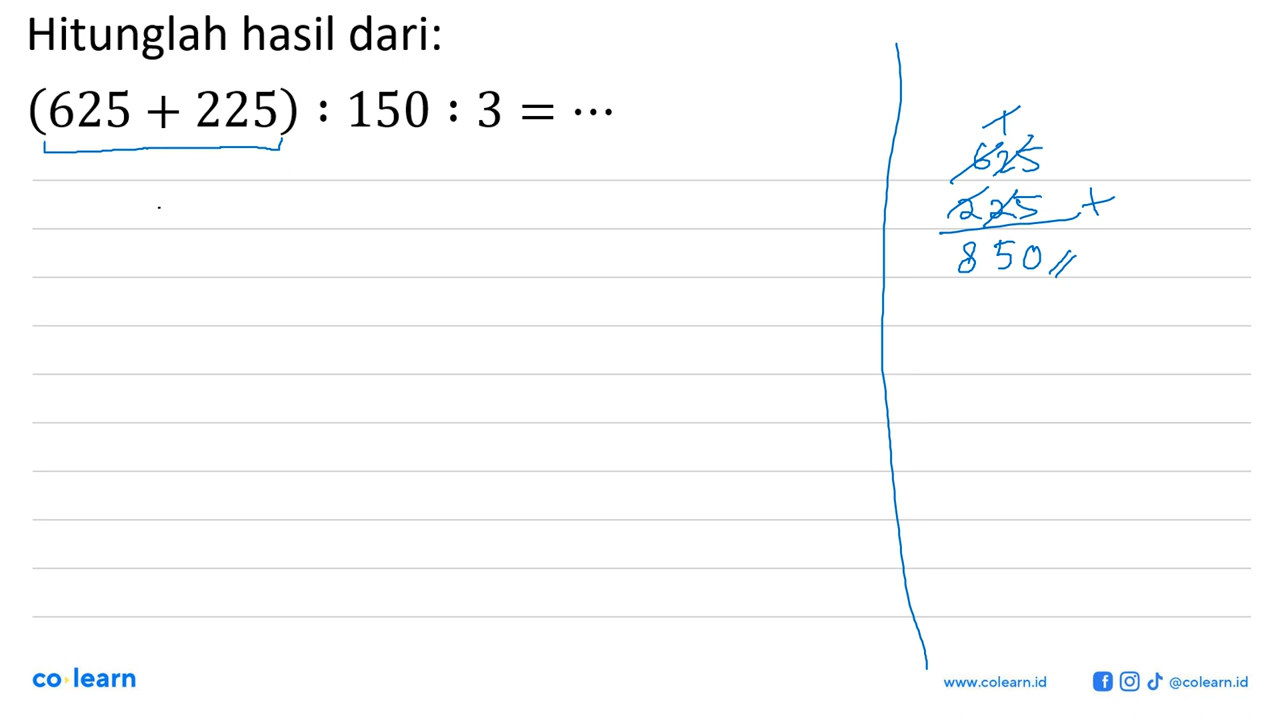 Hitunglah hasil dari:
(625 + 225) : 150 : 3 = ⋯
1
625
225 +
850 //
co learn
www.colearn.id
@colearn.id